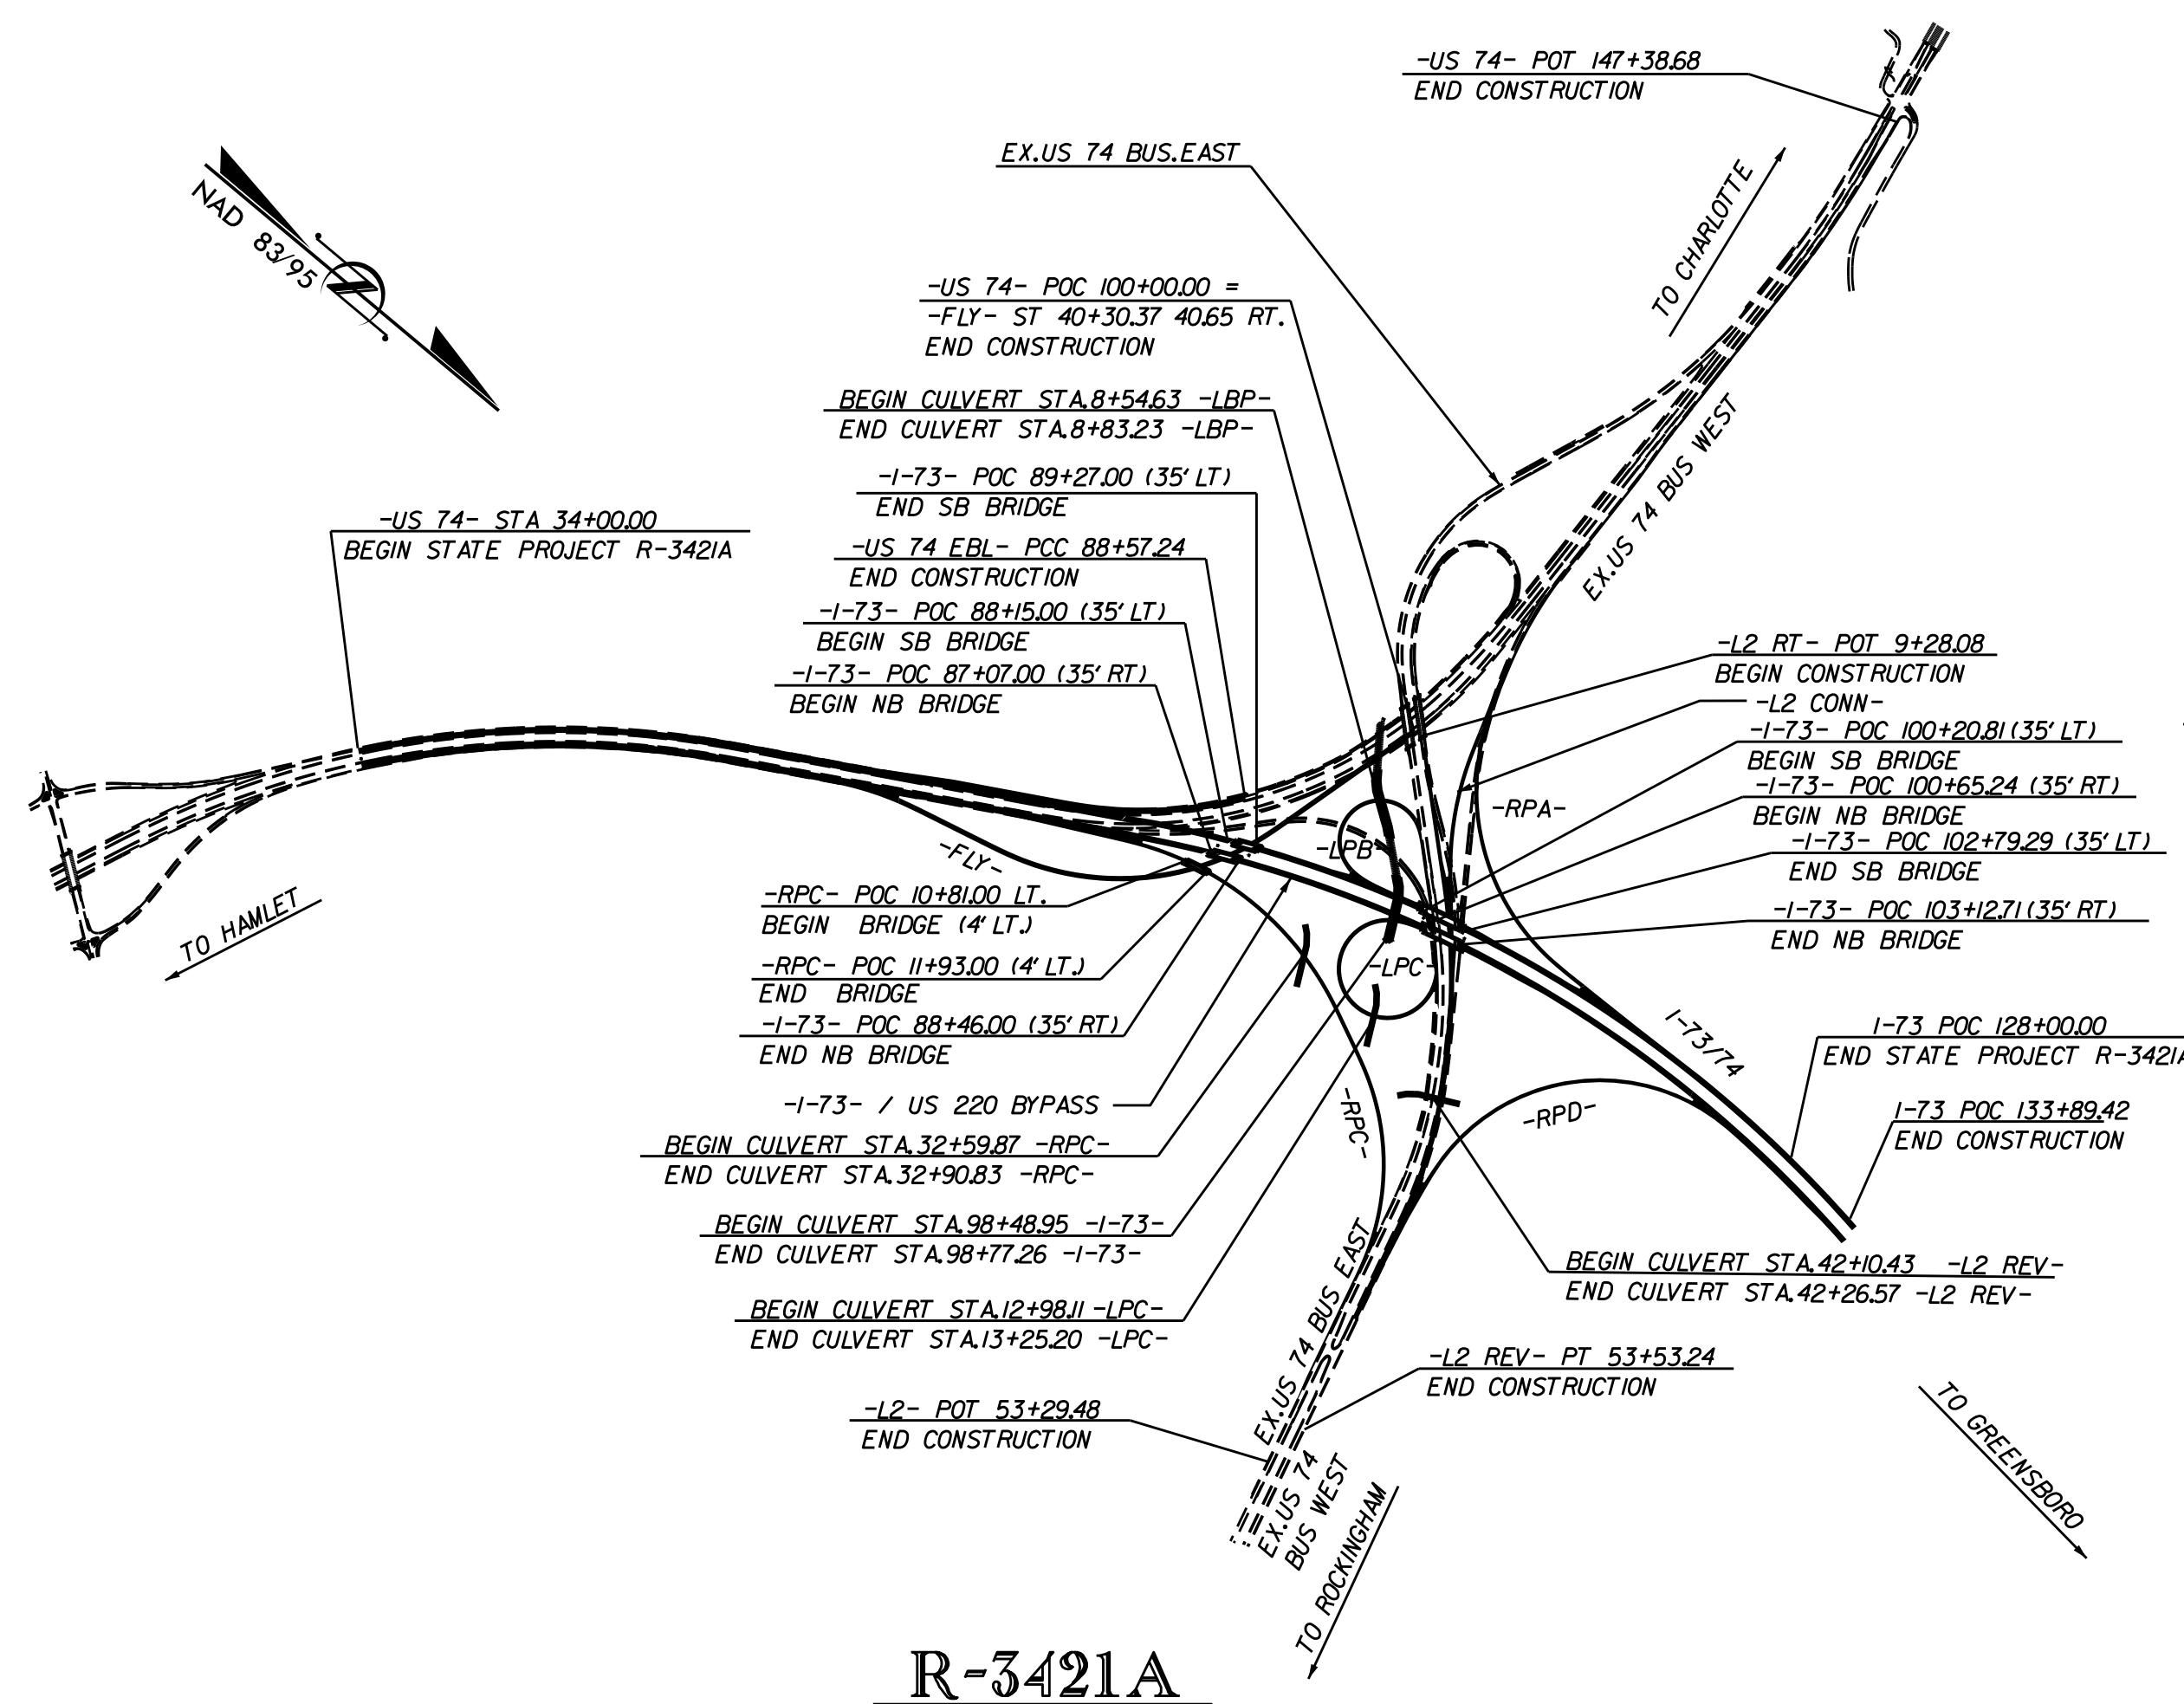 -US 74- POT 147+38.68
END CONSTRUCTION
EX.US 74 BUS.EAST
TO CHARLOTTE
NAD 83/95
-US 74- POC 100+00.00 =
-FLY- ST 40+30.37 40.65 RT.
END CONSTRUCTION
BEGIN CULVERT STA.8+54.63 -LBP-
END CULVERT STA.8+83.23 -LBP-
-I-73- POC 89+27.00 (35' LT)
END SB BRIDGE
-US 74- STA 34+00.00
BEGIN STATE PROJECT R-3421A
-US 74 EBL- PCC 88+57.24
END CONSTRUCTION
-I-73- POC 88+15.00 (35' LT)
BEGIN SB BRIDGE
-I-73- POC 87+07.00 (35' RT)
BEGIN NB BRIDGE
EX.US 74 BUS WEST
-L2 RT- POT 9+28.08
BEGIN CONSTRUCTION
-L2 CONN-
-I-73- POC 100+20.81 (35' LT)
BEGIN SB BRIDGE
-I-73- POC 100+65.24 (35' RT)
BEGIN NB BRIDGE
-I-73- POC 102+79.29 (35' LT)
END SB BRIDGE
-I-73- POC 103+12.71 (35' RT)
END NB BRIDGE
-RPA-
-LPB-
-FLY-
-LPC-
TO HAMLET
-RPC- POC 10+81.00 LT.
BEGIN BRIDGE (4' LT.)
-RPC- POC 11+93.00 (4' LT.)
END BRIDGE
-I-73- POC 88+46.00 (35' RT)
END NB BRIDGE
-I-73- / US 220 BYPASS
I-73/74
I-73 POC 128+00.00
END STATE PROJECT R-3421A
I-73 POC 133+89.42
END CONSTRUCTION
-RPC-
-RPD-
BEGIN CULVERT STA.32+59.87 -RPC-
END CULVERT STA.32+90.83 -RPC-
BEGIN CULVERT STA.98+48.95 -I-73-
END CULVERT STA.98+77.26 -I-73-
BEGIN CULVERT STA.12+98.11 -LPC-
END CULVERT STA.13+25.20 -LPC-
BEGIN CULVERT STA.42+10.43 -L2 REV-
END CULVERT STA.42+26.57 -L2 REV-
EX.US 74 BUS EAST
-L2 REV- PT 53+53.24
END CONSTRUCTION
-L2- POT 53+29.48
END CONSTRUCTION
EX.US 74
BUS WEST
TO ROCKINGHAM
TO GREENSBORO
R-3421A